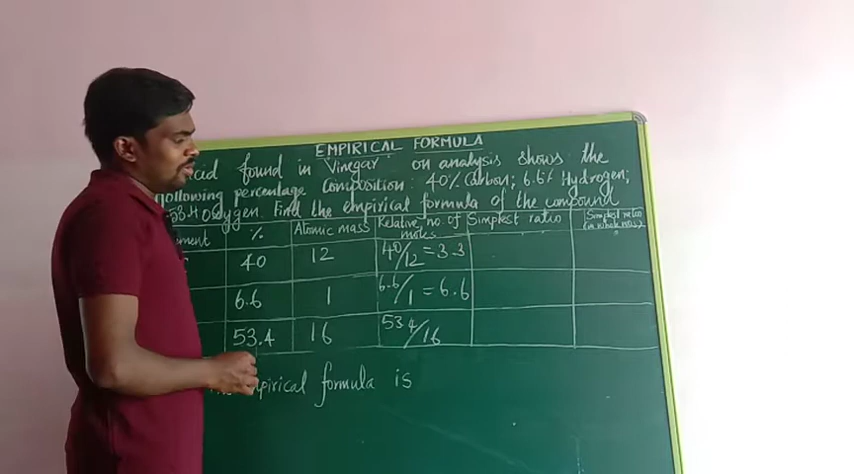 EMPIRICAL FORMULA
cid found in Vinegar on analysis shows the
following percentage composition: 40% Carbon; 6.6% Hydrogen;
Oxygen. Find the empirical formula of the compound
ment % Atomic mass Relative no. of moles Simplest ratio Simplest ratio (in whole nos.)
40 12 40/12 = 3.3
6.6 1 6.6/1 = 6.6
53.4 16 53.4/16
empirical formula is